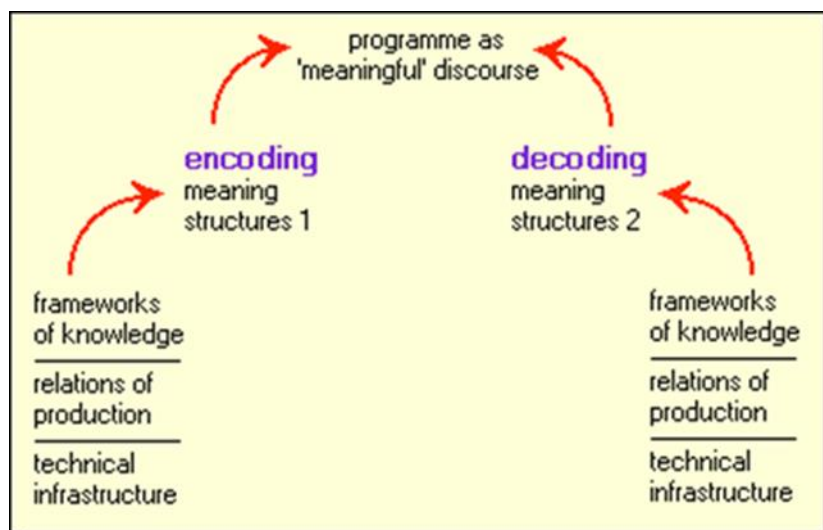 programme as
'meaningful' discourse
encoding
meaning
structures 1
decoding
meaning
structures 2
frameworks
of knowledge
relations of
production
technical
infrastructure
frameworks
of knowledge
relations of
production
technical
infrastructure